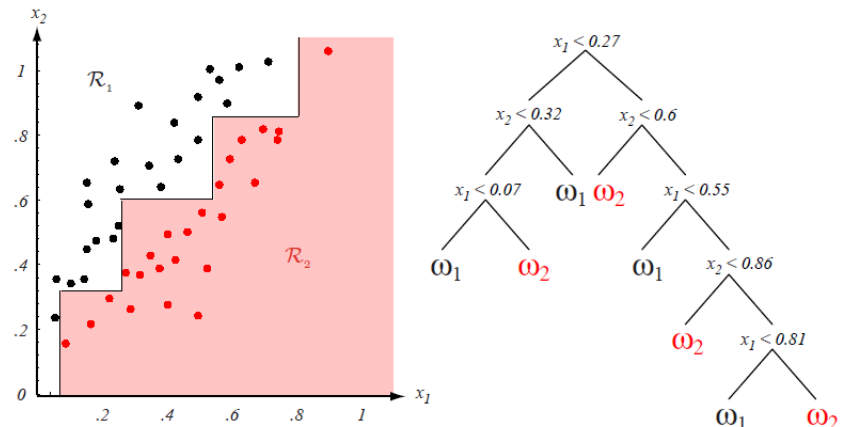 x2
1
.8
.6
.4
.2
0
R1
R2
.2 .4 .6 .8 1 x1
x1 < 0.27
x2 < 0.32 x2 < 0.6
x1 < 0.07 ω1 ω2 x1 < 0.55
ω1 ω2 ω1 x2 < 0.86
ω2 x1 < 0.81
ω1 ω2